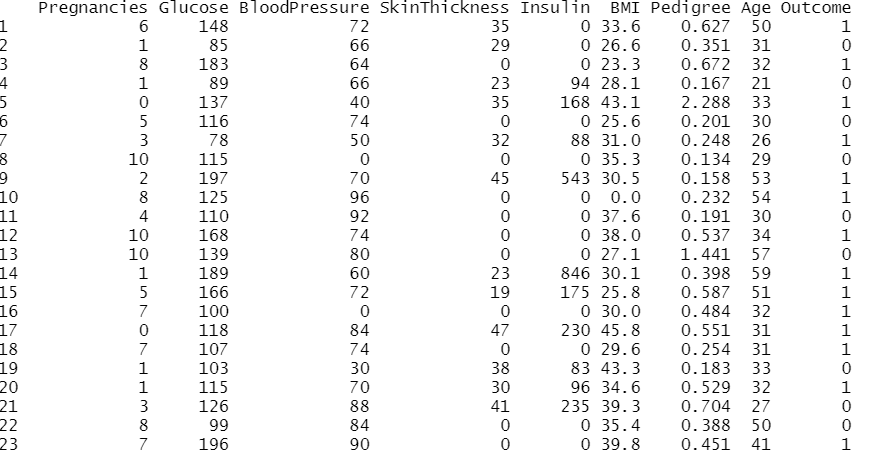 Pregnancies Glucose BloodPressure SkinThickness Insulin BMI Pedigree Age Outcome
1 6 148 72 35 0 33.6 0.627 50 1
2 1 85 66 29 0 26.6 0.351 31 0
3 8 183 64 0 0 23.3 0.672 32 1
4 1 89 66 23 94 28.1 0.167 21 0
5 0 137 40 35 168 43.1 2.288 33 1
6 5 116 74 0 0 25.6 0.201 30 0
7 3 78 50 32 88 31.0 0.248 26 1
8 10 115 0 0 0 35.3 0.134 29 0
9 2 197 70 45 543 30.5 0.158 53 1
10 8 125 96 0 0 0.0 0.232 54 1
11 4 110 92 0 0 37.6 0.191 30 0
12 10 168 74 0 0 38.0 0.537 34 1
13 10 139 80 0 0 27.1 1.441 57 0
14 1 189 60 23 846 30.1 0.398 59 1
15 5 166 72 19 175 25.8 0.587 51 1
16 7 100 0 0 0 30.0 0.484 32 1
17 0 118 84 47 230 45.8 0.551 31 1
18 7 107 74 0 0 29.6 0.254 31 1
19 1 103 30 38 83 43.3 0.183 33 0
20 1 115 70 30 96 34.6 0.529 32 1
21 3 126 88 41 235 39.3 0.704 27 0
22 8 99 84 0 0 35.4 0.388 50 0
23 7 196 90 0 0 39.8 0.451 41 1